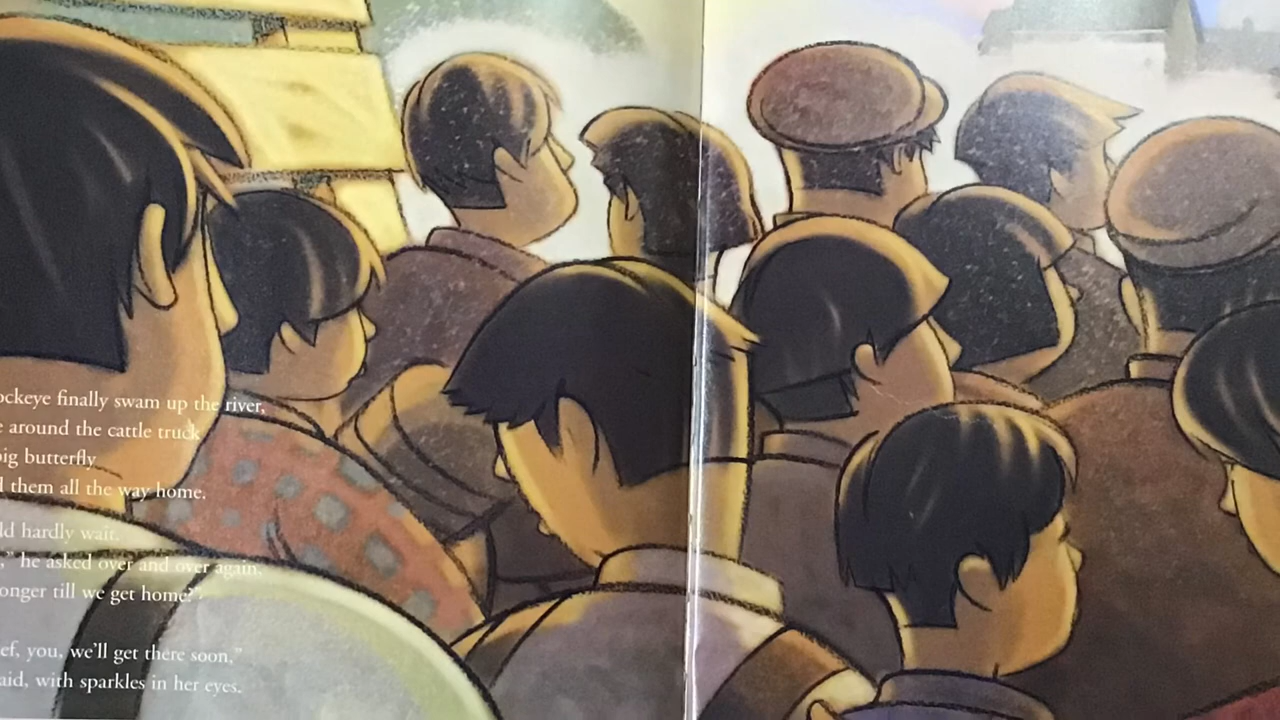 ockeye finally swam up the river,
e around the cattle truck
big butterfly
d them all the way home.
ld hardly wait.
," he asked over and over again.
onger till we get home?"
ef, you, we'll get there soon,"
aid, with sparkles in her eyes.